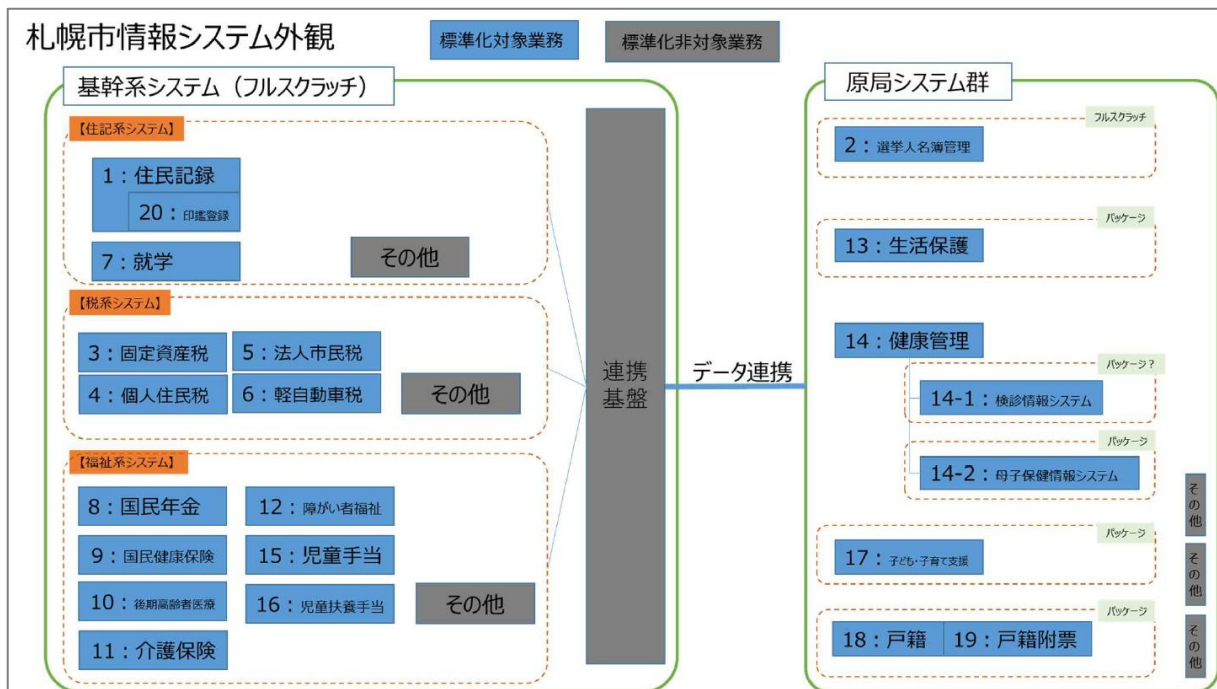 札幌市情報システム外観
標準化対象業務
標準化非対象業務
基幹系システム（フルスクラッチ）
【住記系システム】
1：住民記録
20：印鑑登録
7：就学
その他
【税系システム】
3：固定資産税
5：法人市民税
4：個人住民税
6：軽自動車税
その他
【福祉系システム】
8：国民年金
12：障がい者福祉
9：国民健康保険
15：児童手当
10：後期高齢者医療
16：児童扶養手当
その他
11：介護保険
連携
基盤
データ連携
原局システム群
フルスクラッチ
2：選挙人名簿管理
パッケージ
13：生活保護
14：健康管理
パッケージ？
14-1：検診情報システム
パッケージ
14-2：母子保健情報システム
その他
パッケージ
17：子ども・子育て支援
その他
パッケージ
18：戸籍
19：戸籍附票
その他